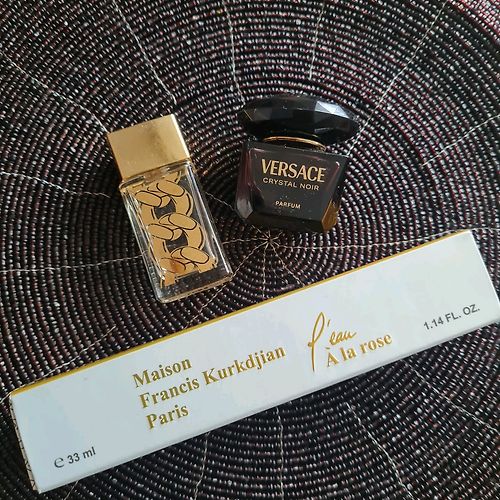 VERSACE
CRYSTAL NOIR
PARFUM
Maison
Francis Kurkdjian
Paris
l'eau
À la rose
1.14 FL. OZ.
℮ 33 ml